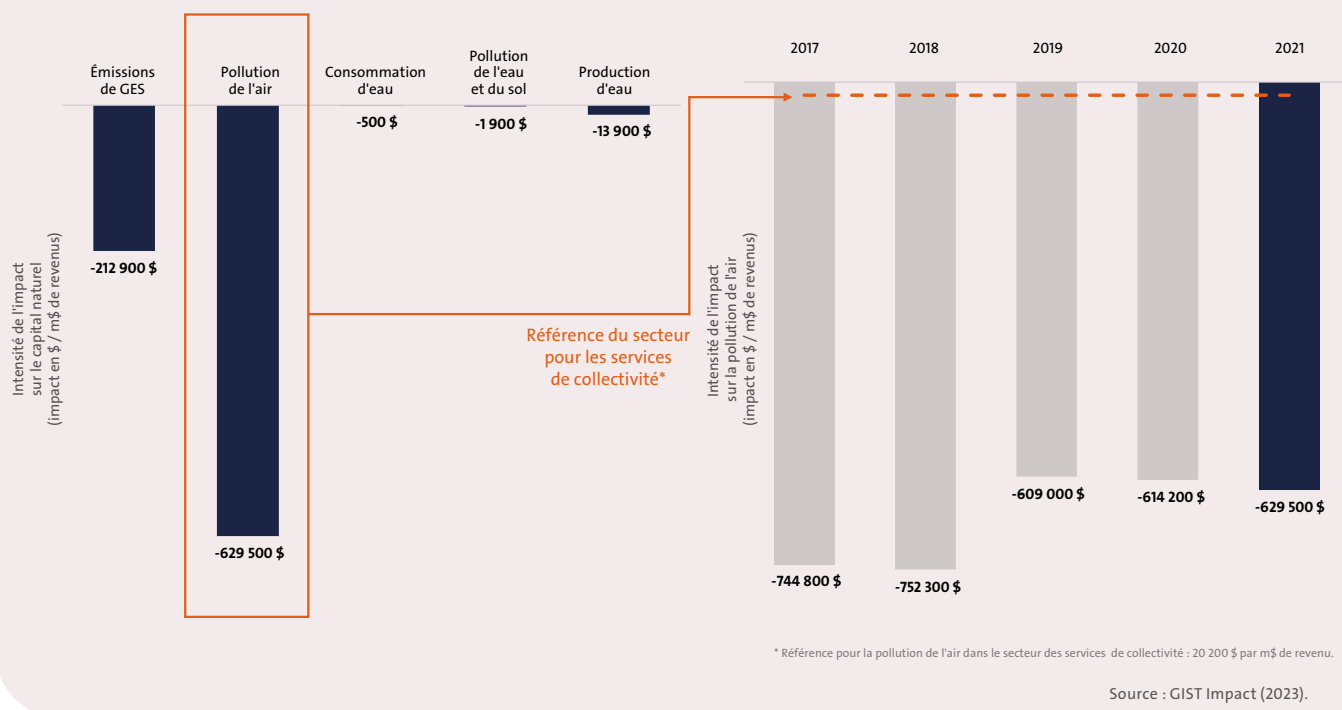 Émissions
de GES
Pollution
de l'air
Consommation
d'eau
Pollution
de l'eau
et du sol
Production
d'eau
-212 900 $
-629 500 $
-500 $
-1 900 $
-13 900 $
Intensité de l'impact
sur le capital naturel
(impact en $ / m$ de revenus)
Référence du secteur
pour les services
de collectivité*
Intensité de l'impact
sur la pollution de l'air
(impact en $ / m$ de revenus)
2017
2018
2019
2020
2021
-744 800 $
-752 300 $
-609 000 $
-614 200 $
-629 500 $
* Référence pour la pollution de l'air dans le secteur des services de collectivité : 20 200 $ par m$ de revenu.
Source : GIST Impact (2023).